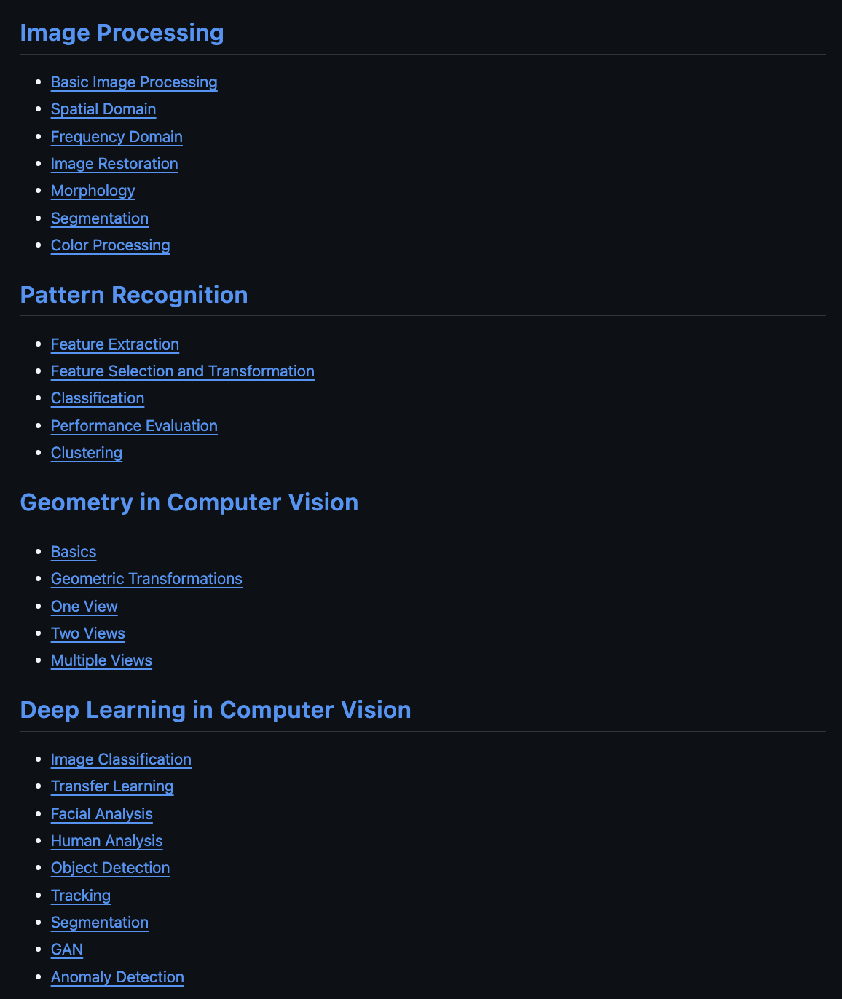 Image Processing
Basic Image Processing
Spatial Domain
Frequency Domain
Image Restoration
Morphology
Segmentation
Color Processing
Pattern Recognition
Feature Extraction
Feature Selection and Transformation
Classification
Performance Evaluation
Clustering
Geometry in Computer Vision
Basics
Geometric Transformations
One View
Two Views
Multiple Views
Deep Learning in Computer Vision
Image Classification
Transfer Learning
Facial Analysis
Human Analysis
Object Detection
Tracking
Segmentation
GAN
Anomaly Detection